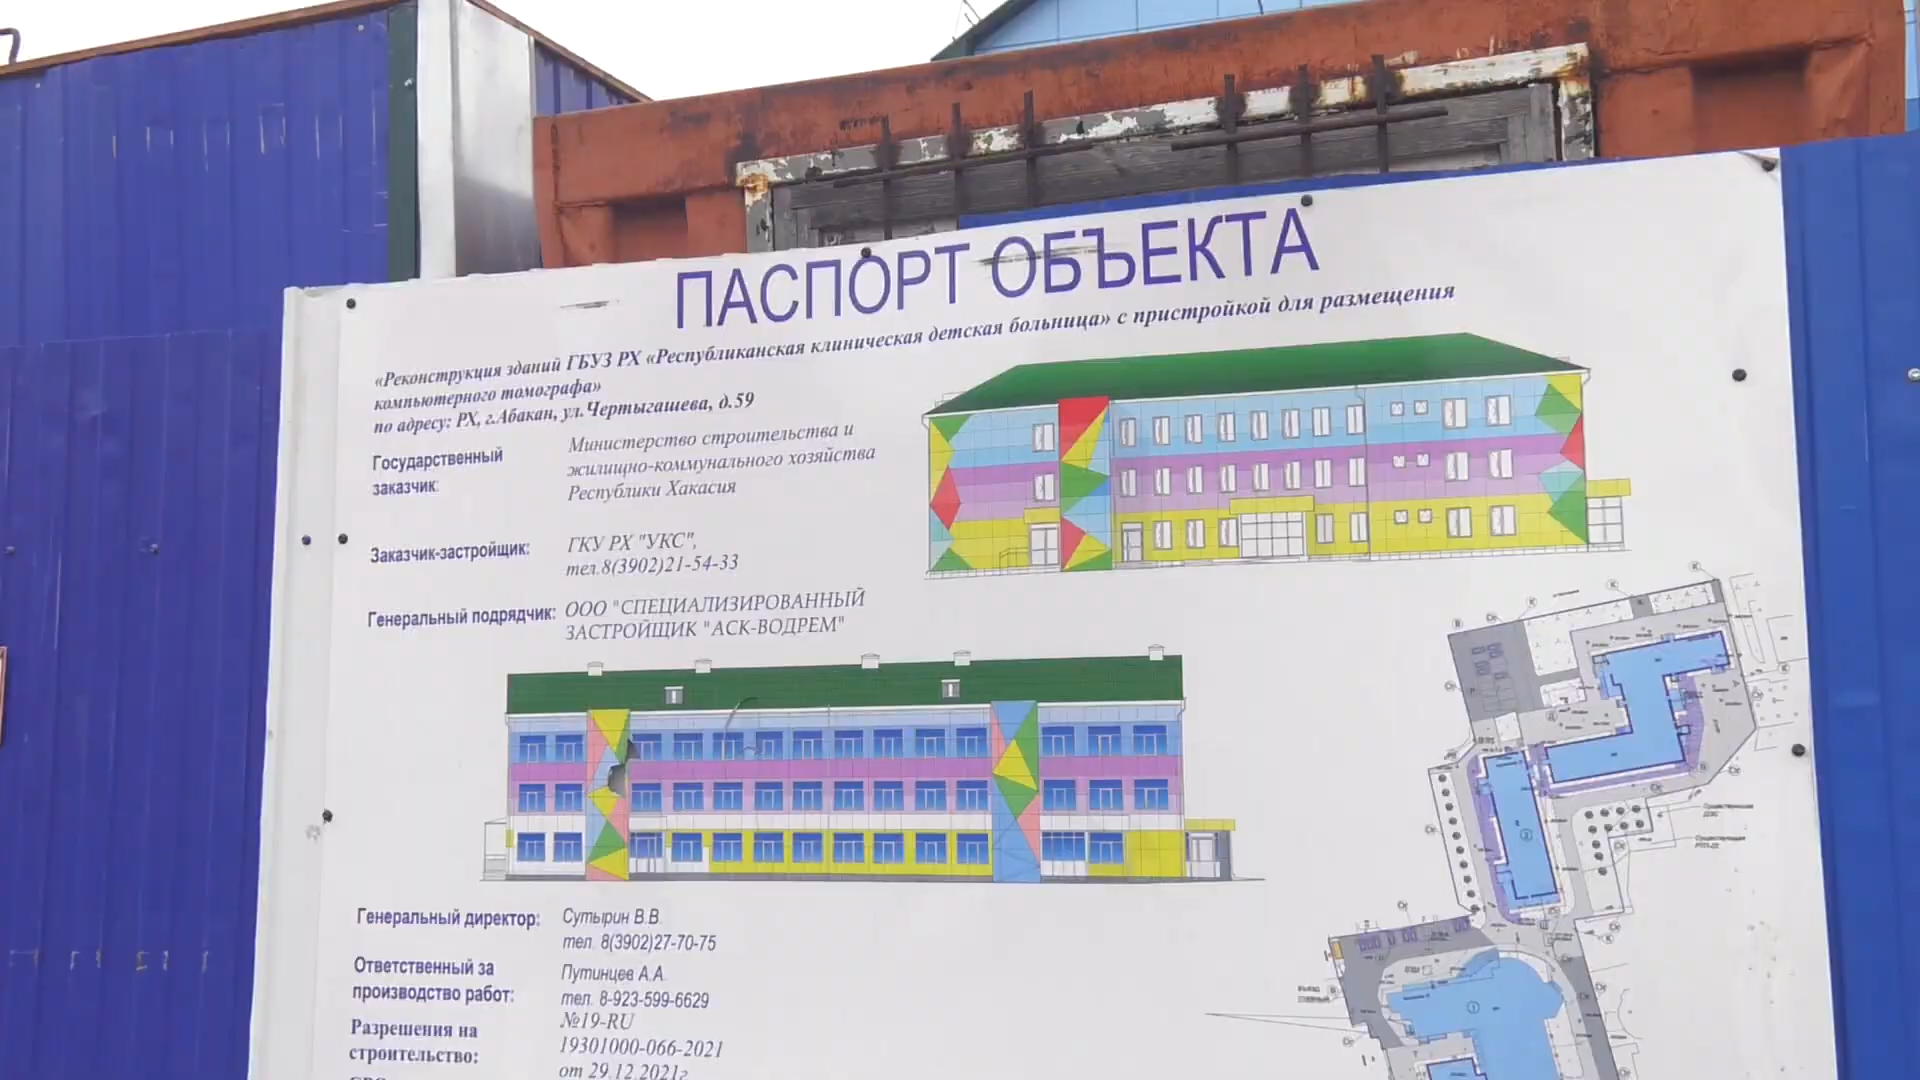 ПАСПОРТ ОБЪЕКТА
«Реконструкция зданий ГБУЗ РХ «Республиканская клиническая детская больница» с пристройкой для размещения
компьютерного томографа»
по адресу: РХ, г.Абакан, ул.Чертыгашева, д.59
Государственный
заказчик:
Министерство строительства и
жилищно-коммунального хозяйства
Республики Хакасия
Заказчик-застройщик:
ГКУ РХ "УКС",
тел.8(3902)21-54-33
Генеральный подрядчик:
ООО "СПЕЦИАЛИЗИРОВАННЫЙ
ЗАСТРОЙЩИК "АСК-ВОДРЕМ"
Генеральный директор:
Сутырин В.В.
тел. 8(3902)27-70-75
Ответственный за
производство работ:
Путинцев А.А.
тел. 8-923-599-6629
Разрешения на
строительство:
№19-RU
19301000-066-2021
от 29.12.2021г